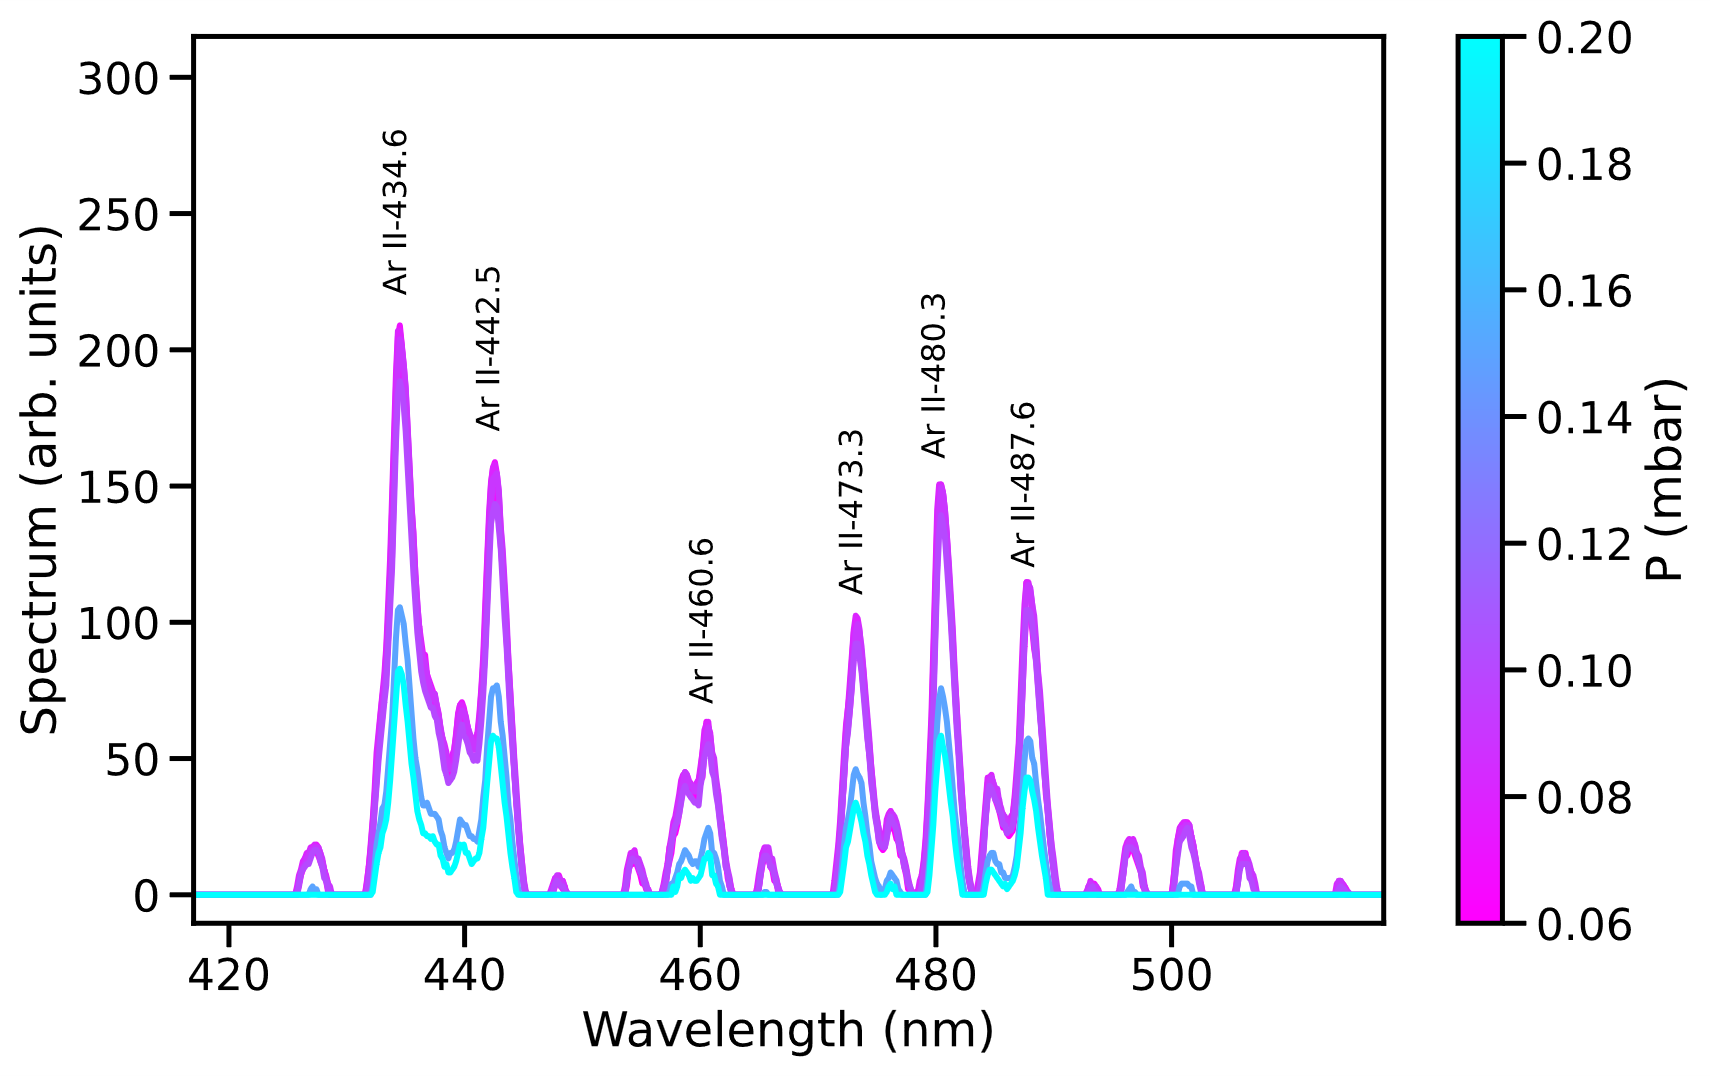 Spectrum (arb. units)
300
250
200
150
100
50
0
Ar II-434.6
Ar II-442.5
Ar II-460.6
Ar II-473.3
Ar II-480.3
Ar II-487.6
420
440
460
480
500
Wavelength (nm)
0.20
0.18
0.16
0.14
0.12
0.10
0.08
0.06
P (mbar)